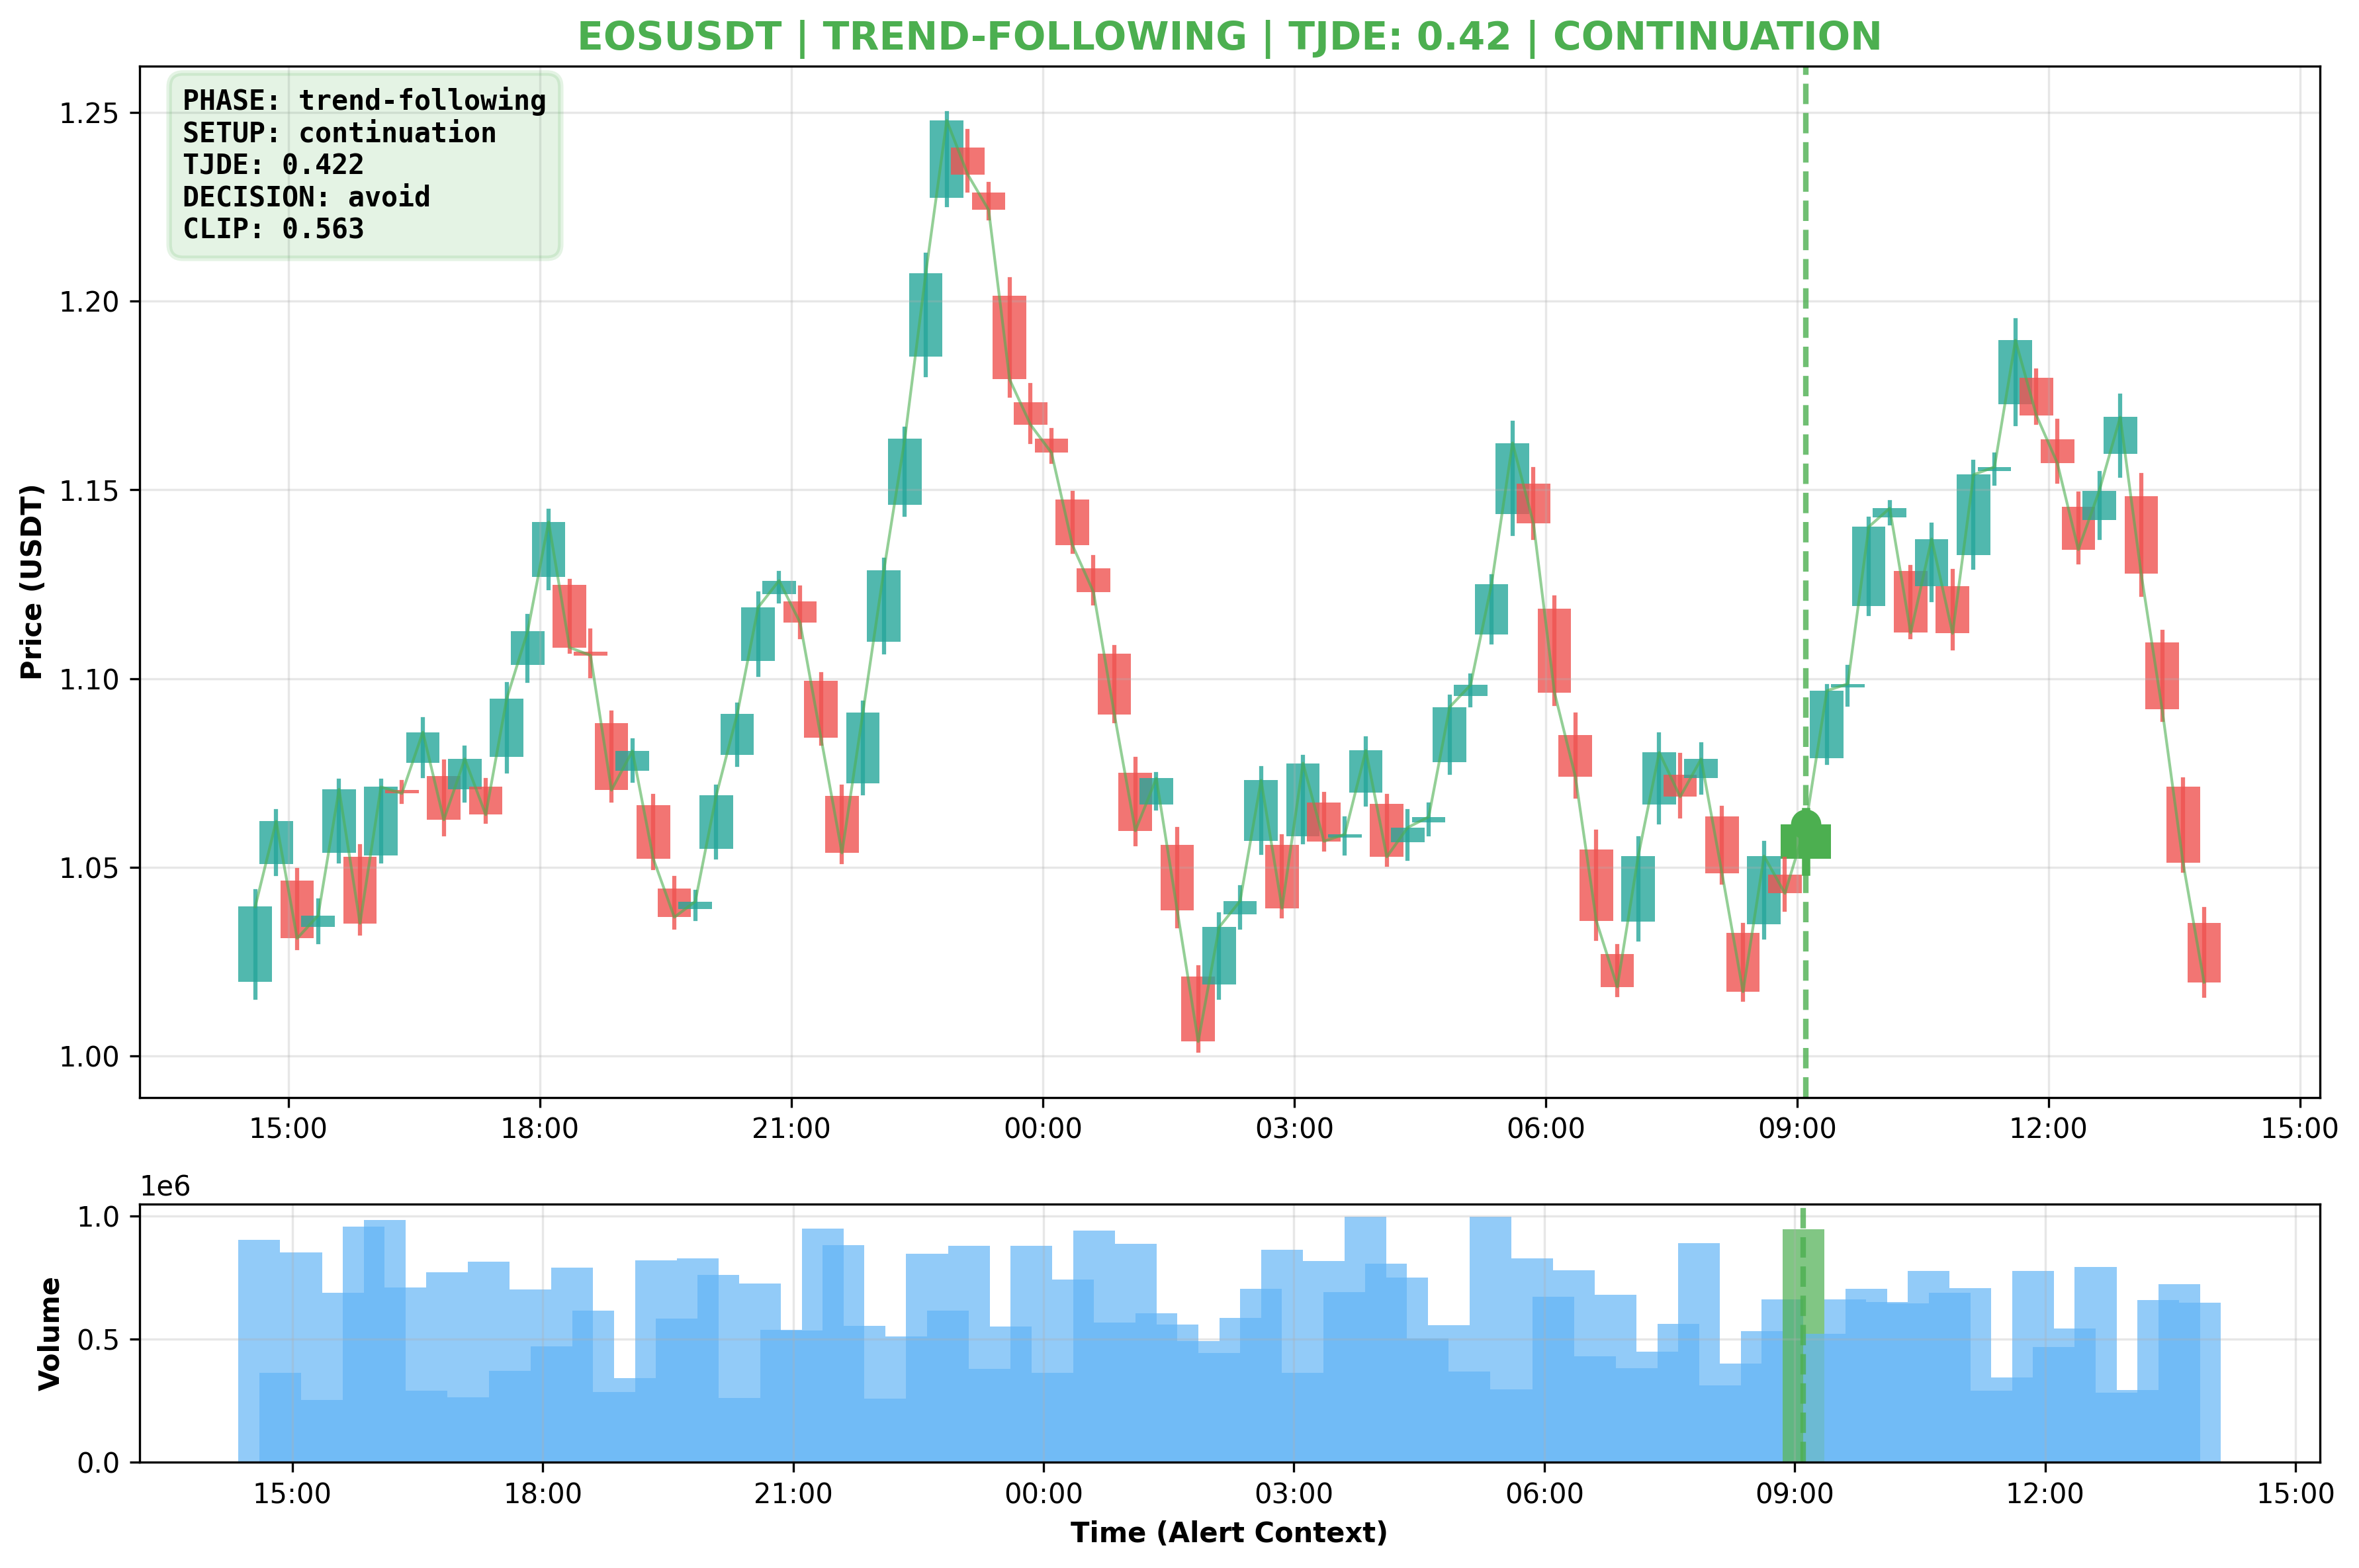 EOSUSDT | TREND-FOLLOWING | TJDE: 0.42 | CONTINUATION
PHASE: trend-following
SETUP: continuation
TJDE: 0.422
DECISION: avoid
CLIP: 0.563
Price (USDT)
1.25
1.20
1.15
1.10
1.05
1.00
15:00 18:00 21:00 00:00 03:00 06:00 09:00 12:00 15:00
1e6
Volume
1.0
0.5
0.0
15:00 18:00 21:00 00:00 03:00 06:00 09:00 12:00 15:00
Time (Alert Context)